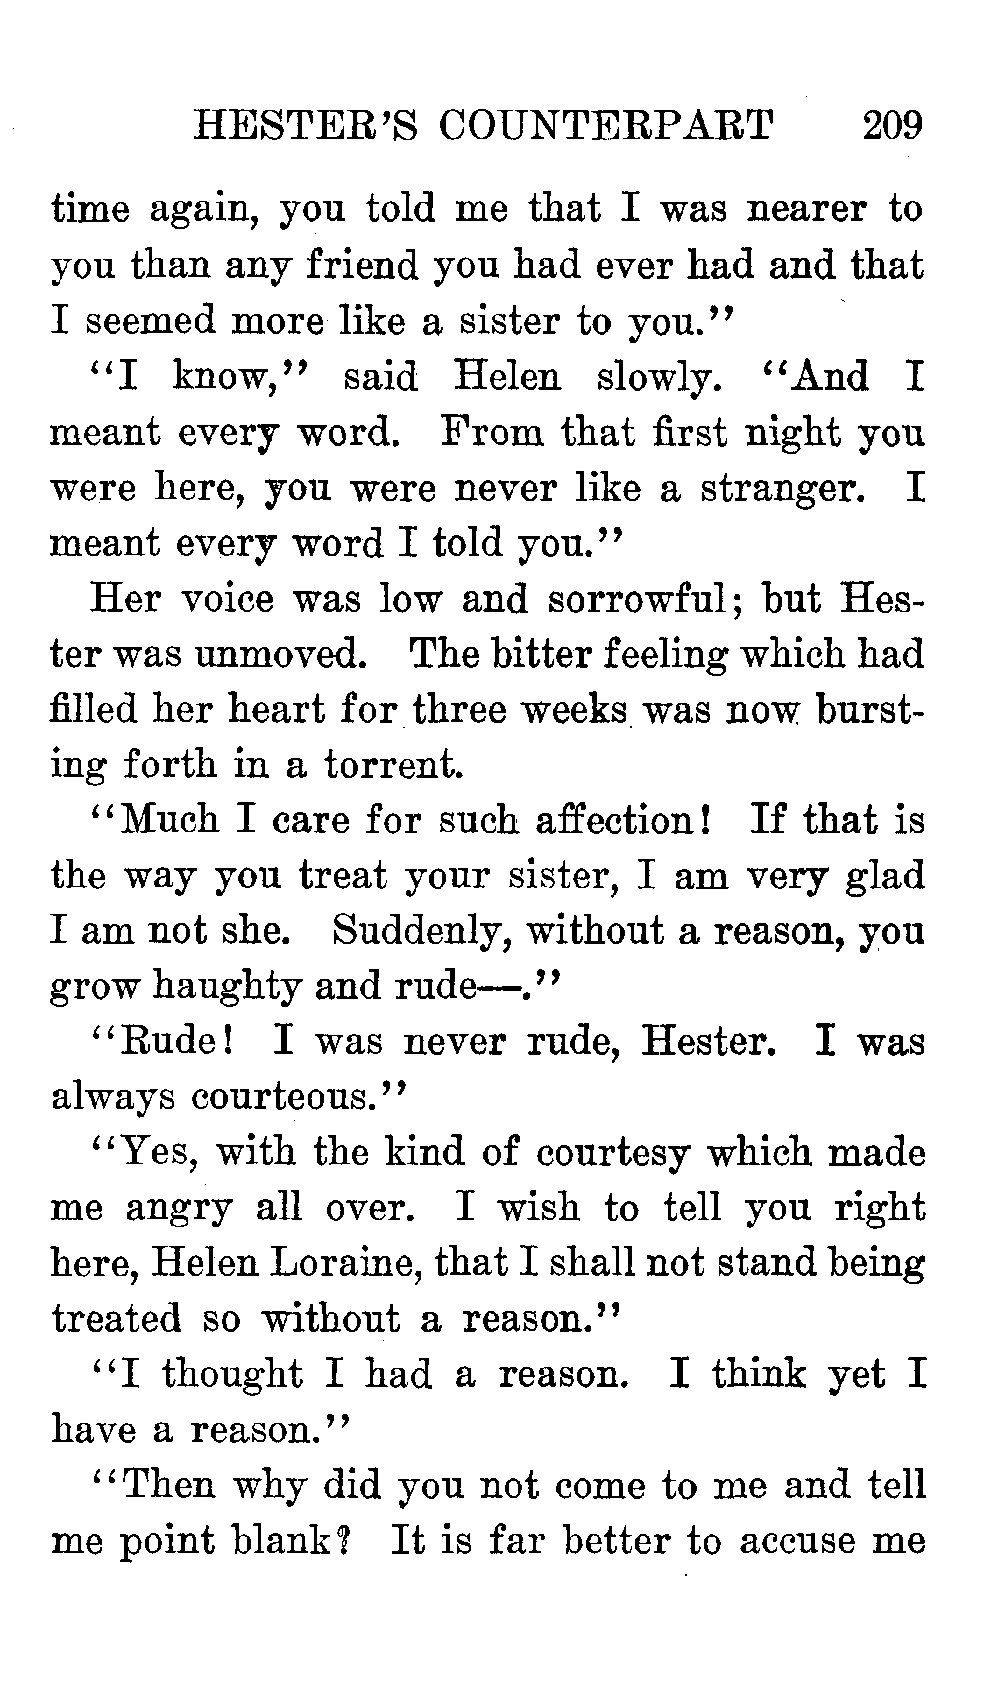 HESTER'S COUNTERPART 209
time again, you told me that I was nearer to
you than any friend you had ever had and that
I seemed more like a sister to you."
"I know," said Helen slowly. "And I
meant every word. From that first night you
were here, you were never like a stranger. I
meant every word I told you."
Her voice was low and sorrowful; but Hes-
ter was unmoved. The bitter feeling which had
filled her heart for three weeks was now burst-
ing forth in a torrent.
"Much I care for such affection! If that is
the way you treat your sister, I am very glad
I am not she. Suddenly, without a reason, you
grow haughty and rude—."
"Rude! I was never rude, Hester. I was
always courteous."
"Yes, with the kind of courtesy which made
me angry all over. I wish to tell you right
here, Helen Loraine, that I shall not stand being
treated so without a reason."
"I thought I had a reason. I think yet I
have a reason."
"Then why did you not come to me and tell
me point blank? It is far better to accuse me